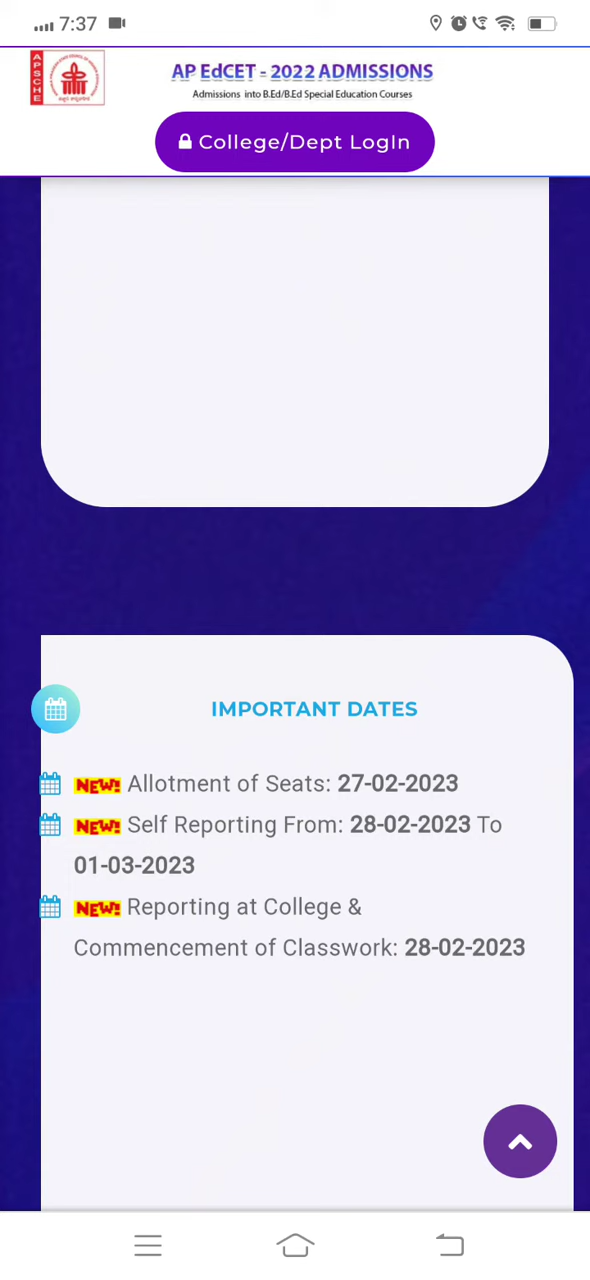 7:37
APSCHE
AP EdCET - 2022 ADMISSIONS
Admissions into B.Ed/B.Ed Special Education Courses
College/Dept LogIn
IMPORTANT DATES
NEW! Allotment of Seats: 27-02-2023
NEW! Self Reporting From: 28-02-2023 To
01-03-2023
NEW! Reporting at College &
Commencement of Classwork: 28-02-2023